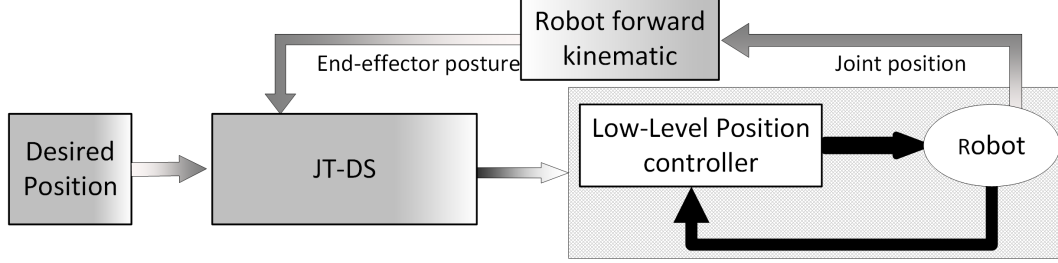 Robot forward
kinematic
End-effector posture
Joint position
Desired
Position
JT-DS
Low-Level Position
controller
Robot